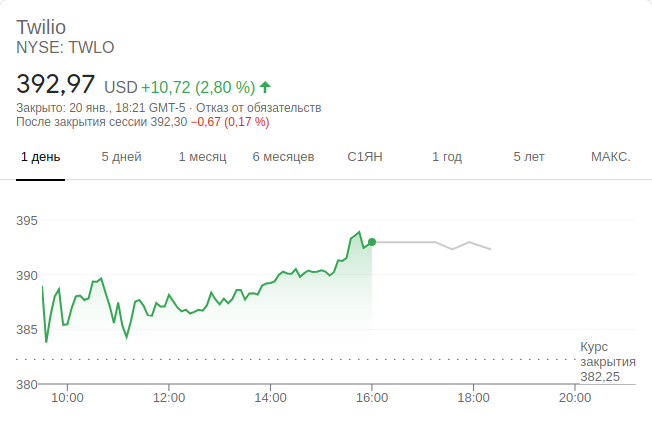 Twilio
NYSE: TWLO
392,97 USD +10,72 (2,80 %)
Закрыто: 20 янв., 18:21 GMT-5 · Отказ от обязательств
После закрытия сессии 392,30 −0,67 (0,17 %)
1 день 5 дней 1 месяц 6 месяцев С1ЯН 1 год 5 лет МАКС.
395
390
385
Курс
закрытия
382,25
380
10:00 12:00 14:00 16:00 18:00 20:00